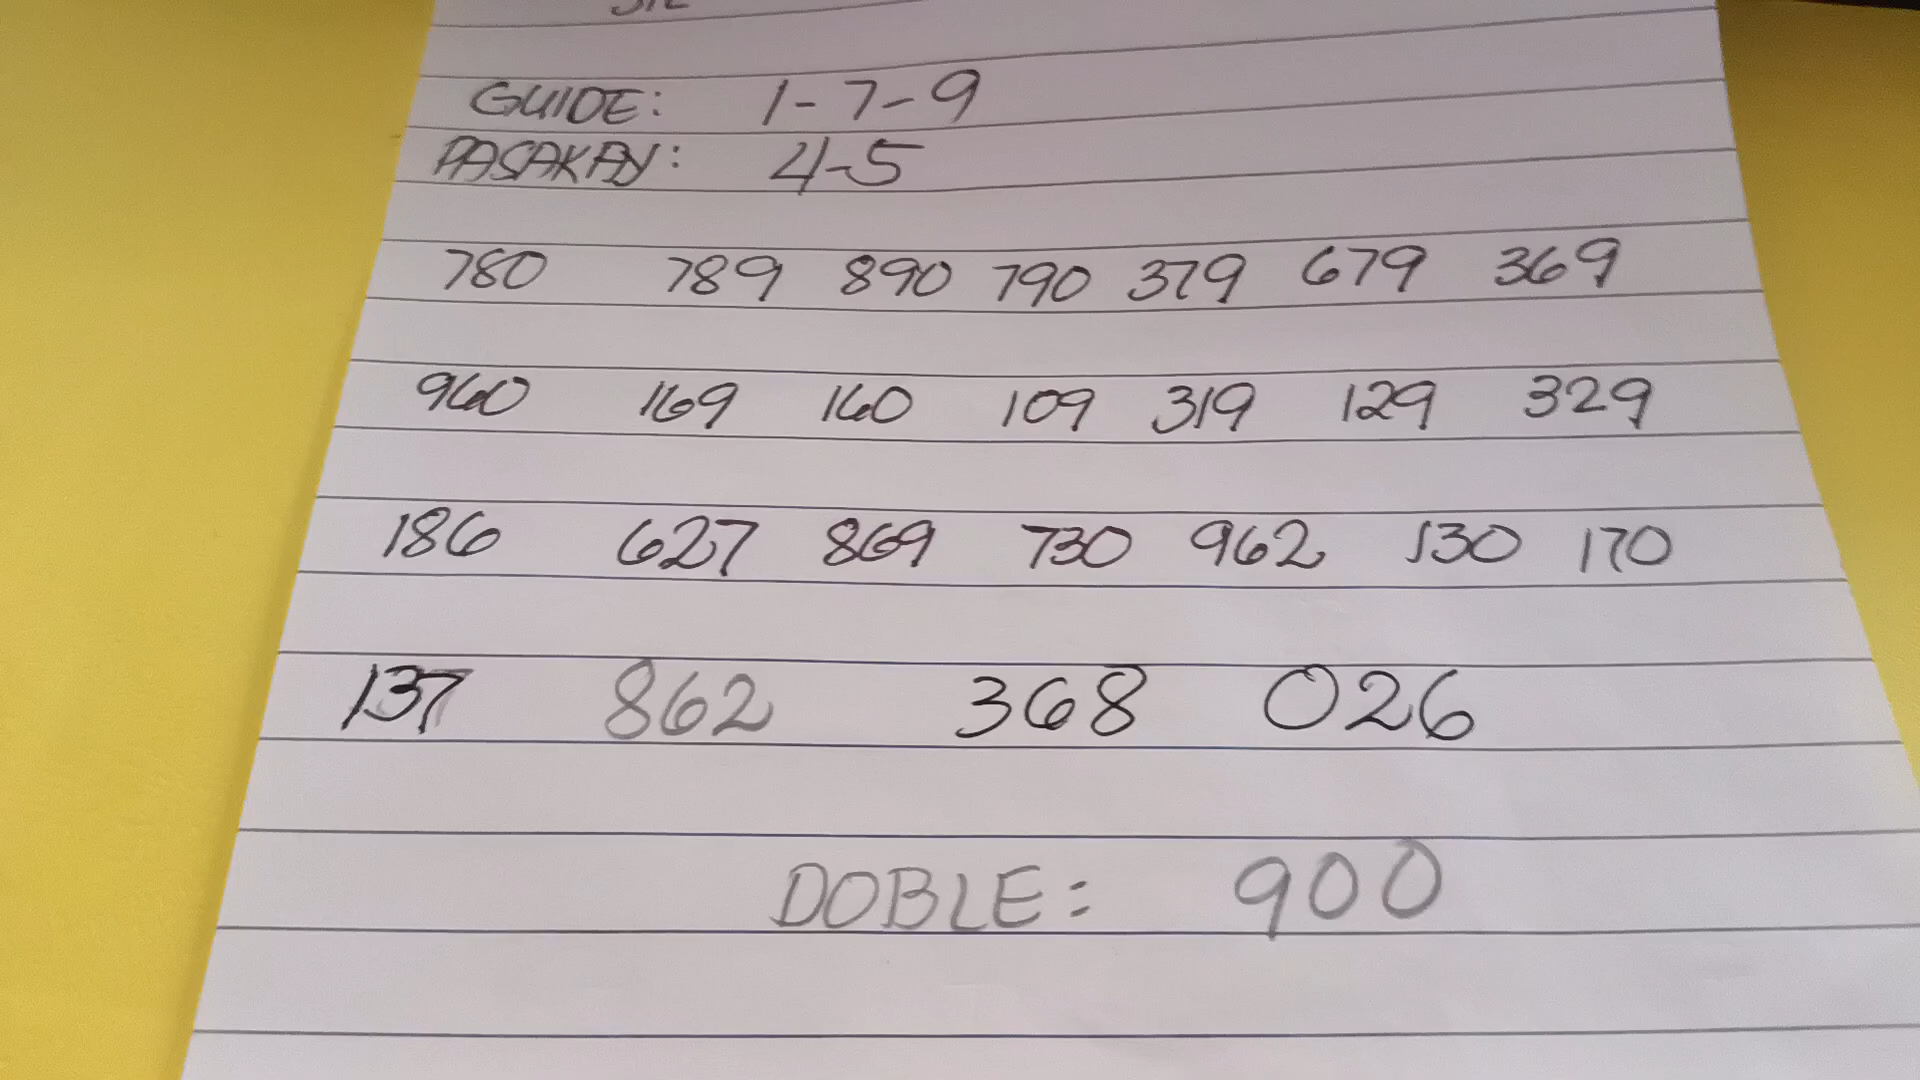 GUIDE: 1-7-9
PASAKAY: 4-5
780 789 890 790 379 679 369
960 169 160 109 319 129 329
186 627 869 730 962 130 170
137 862 368 026
DOBLE: 900